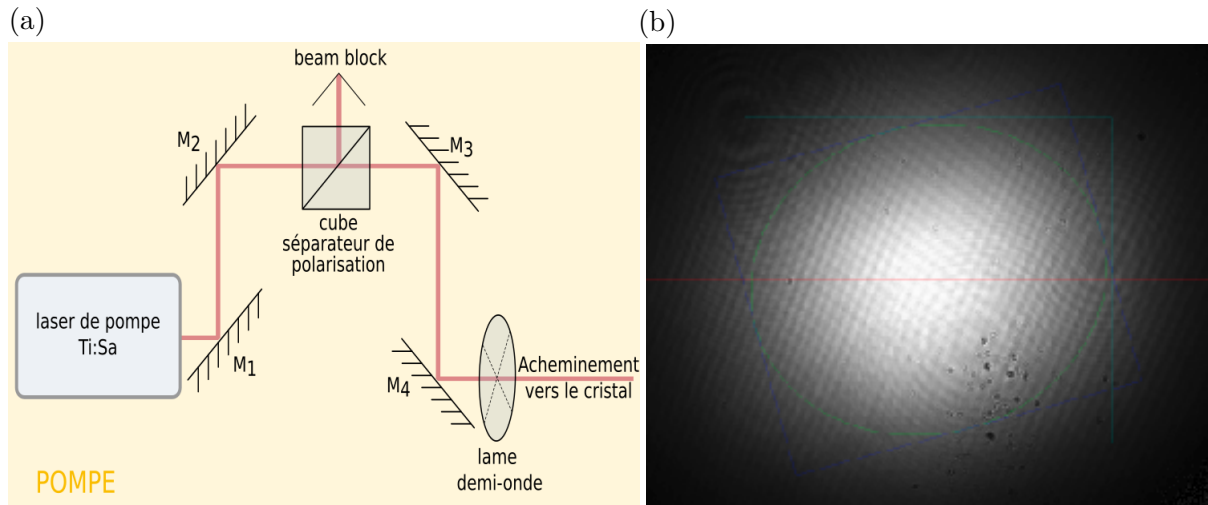 (a)
(b)
beam block
M2
M3
cube
séparateur de
polarisation
laser de pompe
Ti:Sa
M1
M4
Acheminement
vers le cristal
lame
demi-onde
POMPE